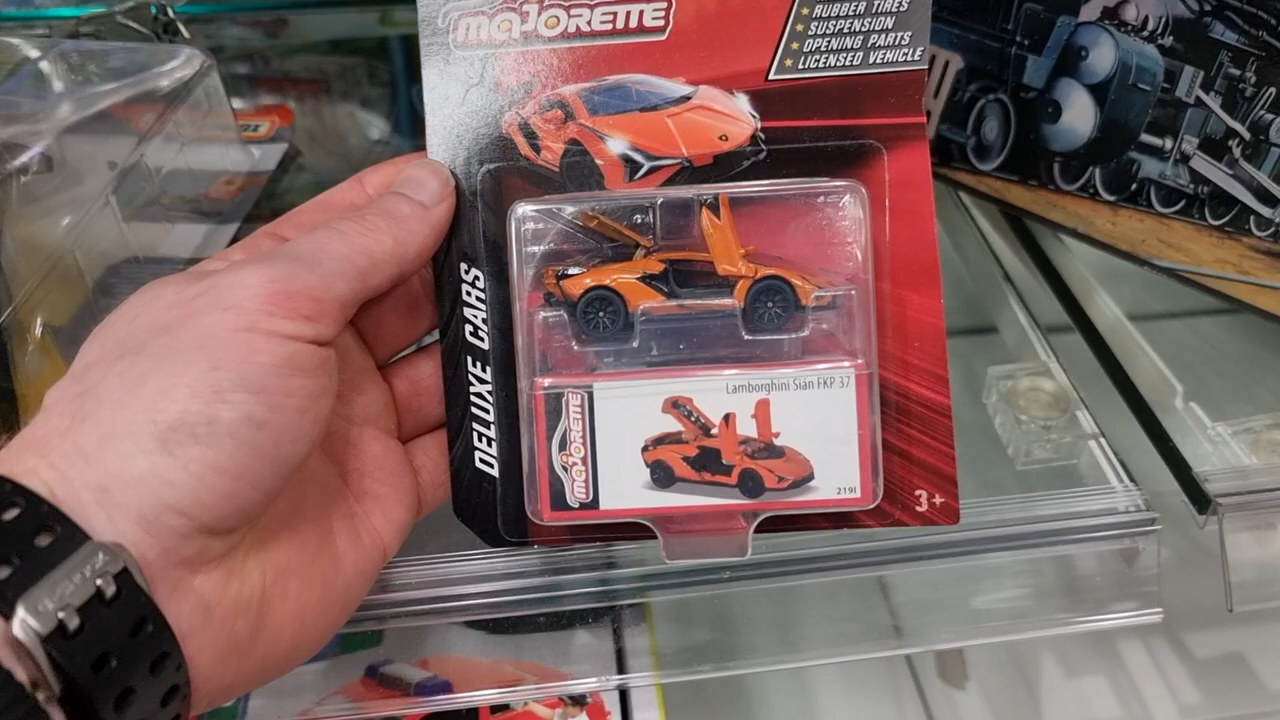 majorette
RUBBER TIRES
SUSPENSION
OPENING PARTS
LICENSED VEHICLE
DELUXE CARS
Lamborghini Sián FKP 37
majorette
219I
3+